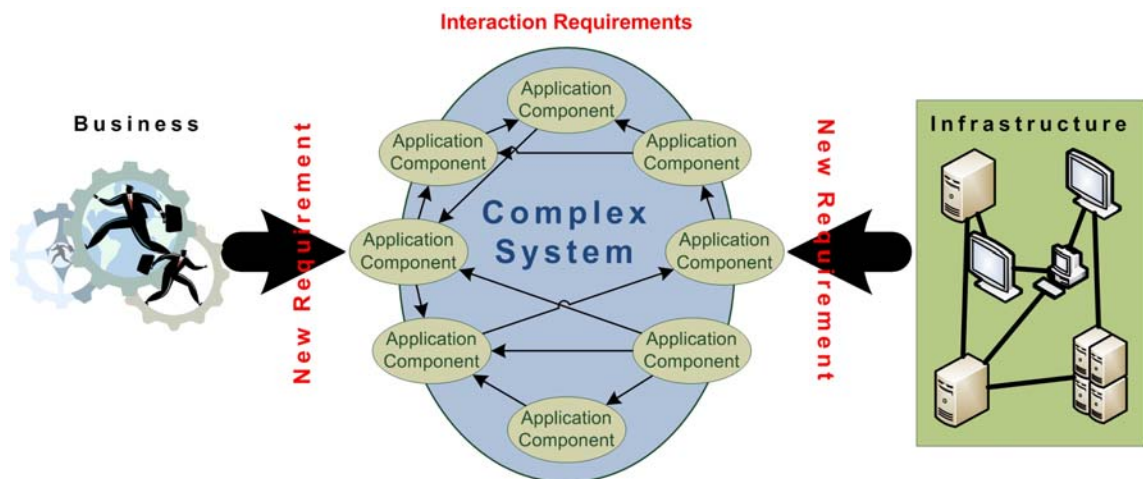 Interaction Requirements
Business
New Requirement
Application
Component
Application
Component
Application
Component
Application
Component
Complex
System
Application
Component
Application
Component
Application
Component
Application
Component
New Requirement
Infrastructure